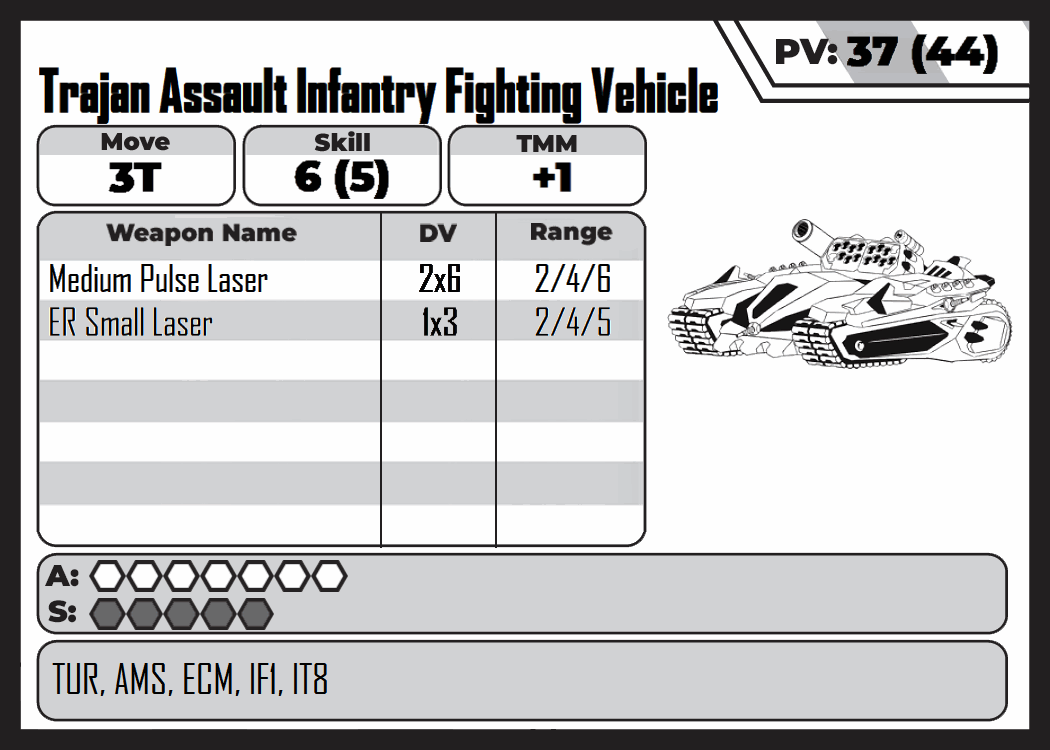 PV: 37 (44)
Trajan Assault Infantry Fighting Vehicle
Move Skill TMM
3T 6 (5) +1
Weapon Name DV Range
Medium Pulse Laser 2x6 2/4/6
ER Small Laser 1x3 2/4/5
A:
S:
TUR, AMS, ECM, IF1, IT8